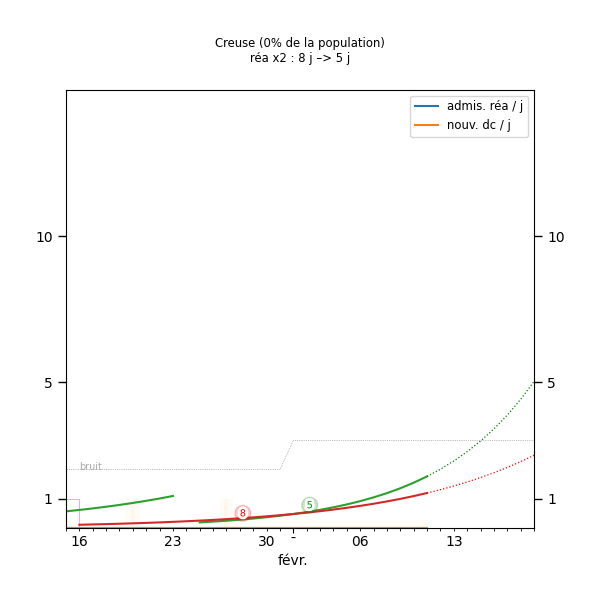 Creuse (0% de la population)
réa x2 : 8 j –> 5 j
admis. réa / j
nouv. dc / j
10 10
5 5
bruit
1 1
8 5
16 23 30 - 06 13
févr.